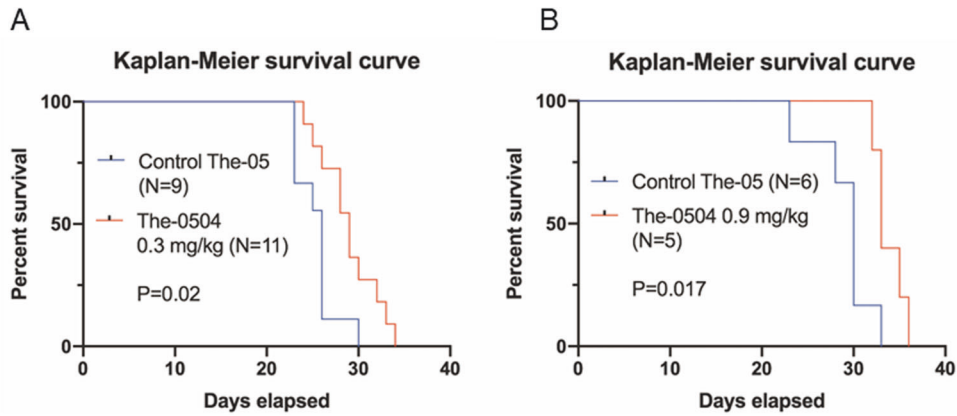 A
Kaplan-Meier survival curve
Percent survival
100
50
0
Control The-05
(N=9)
The-0504
0.3 mg/kg (N=11)
P=0.02
0
10
20
30
40
Days elapsed
B
Kaplan-Meier survival curve
Percent survival
100
50
0
Control The-05 (N=6)
The-0504 0.9 mg/kg
(N=5)
P=0.017
0
10
20
30
40
Days elapsed